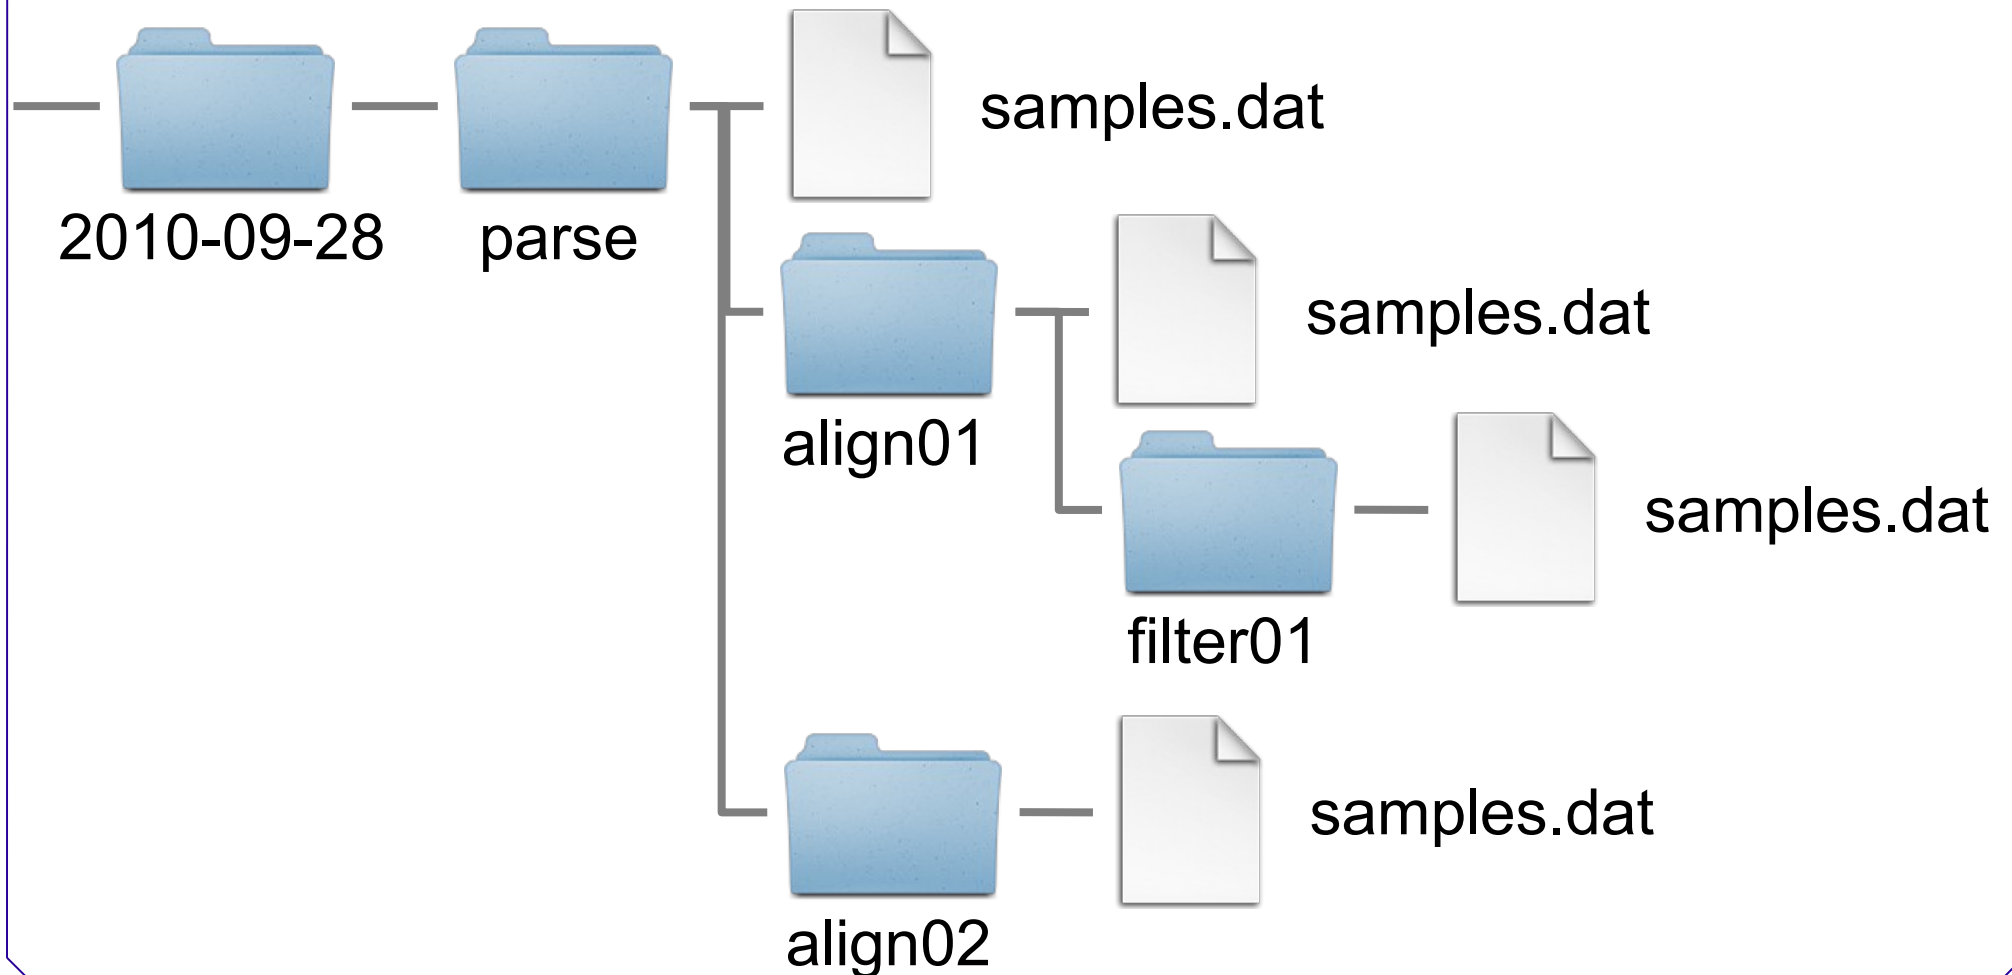 samples.dat
2010-09-28
parse
samples.dat
align01
samples.dat
filter01
samples.dat
align02